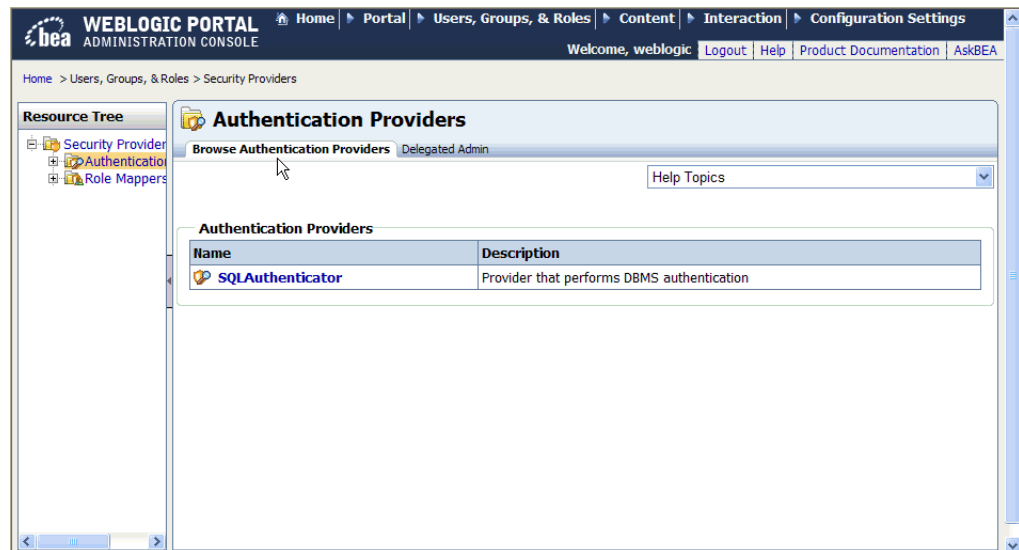 bea WEBLOGIC PORTAL
ADMINISTRATION CONSOLE
Home Portal Users, Groups, & Roles Content Interaction Configuration Settings
Welcome, weblogic Logout Help Product Documentation AskBEA
Home > Users, Groups, & Roles > Security Providers
Resource Tree
Security Provider
Authentication
Role Mappers
Authentication Providers
Browse Authentication Providers Delegated Admin
Help Topics
Authentication Providers
Name Description
SQLAuthenticator Provider that performs DBMS authentication